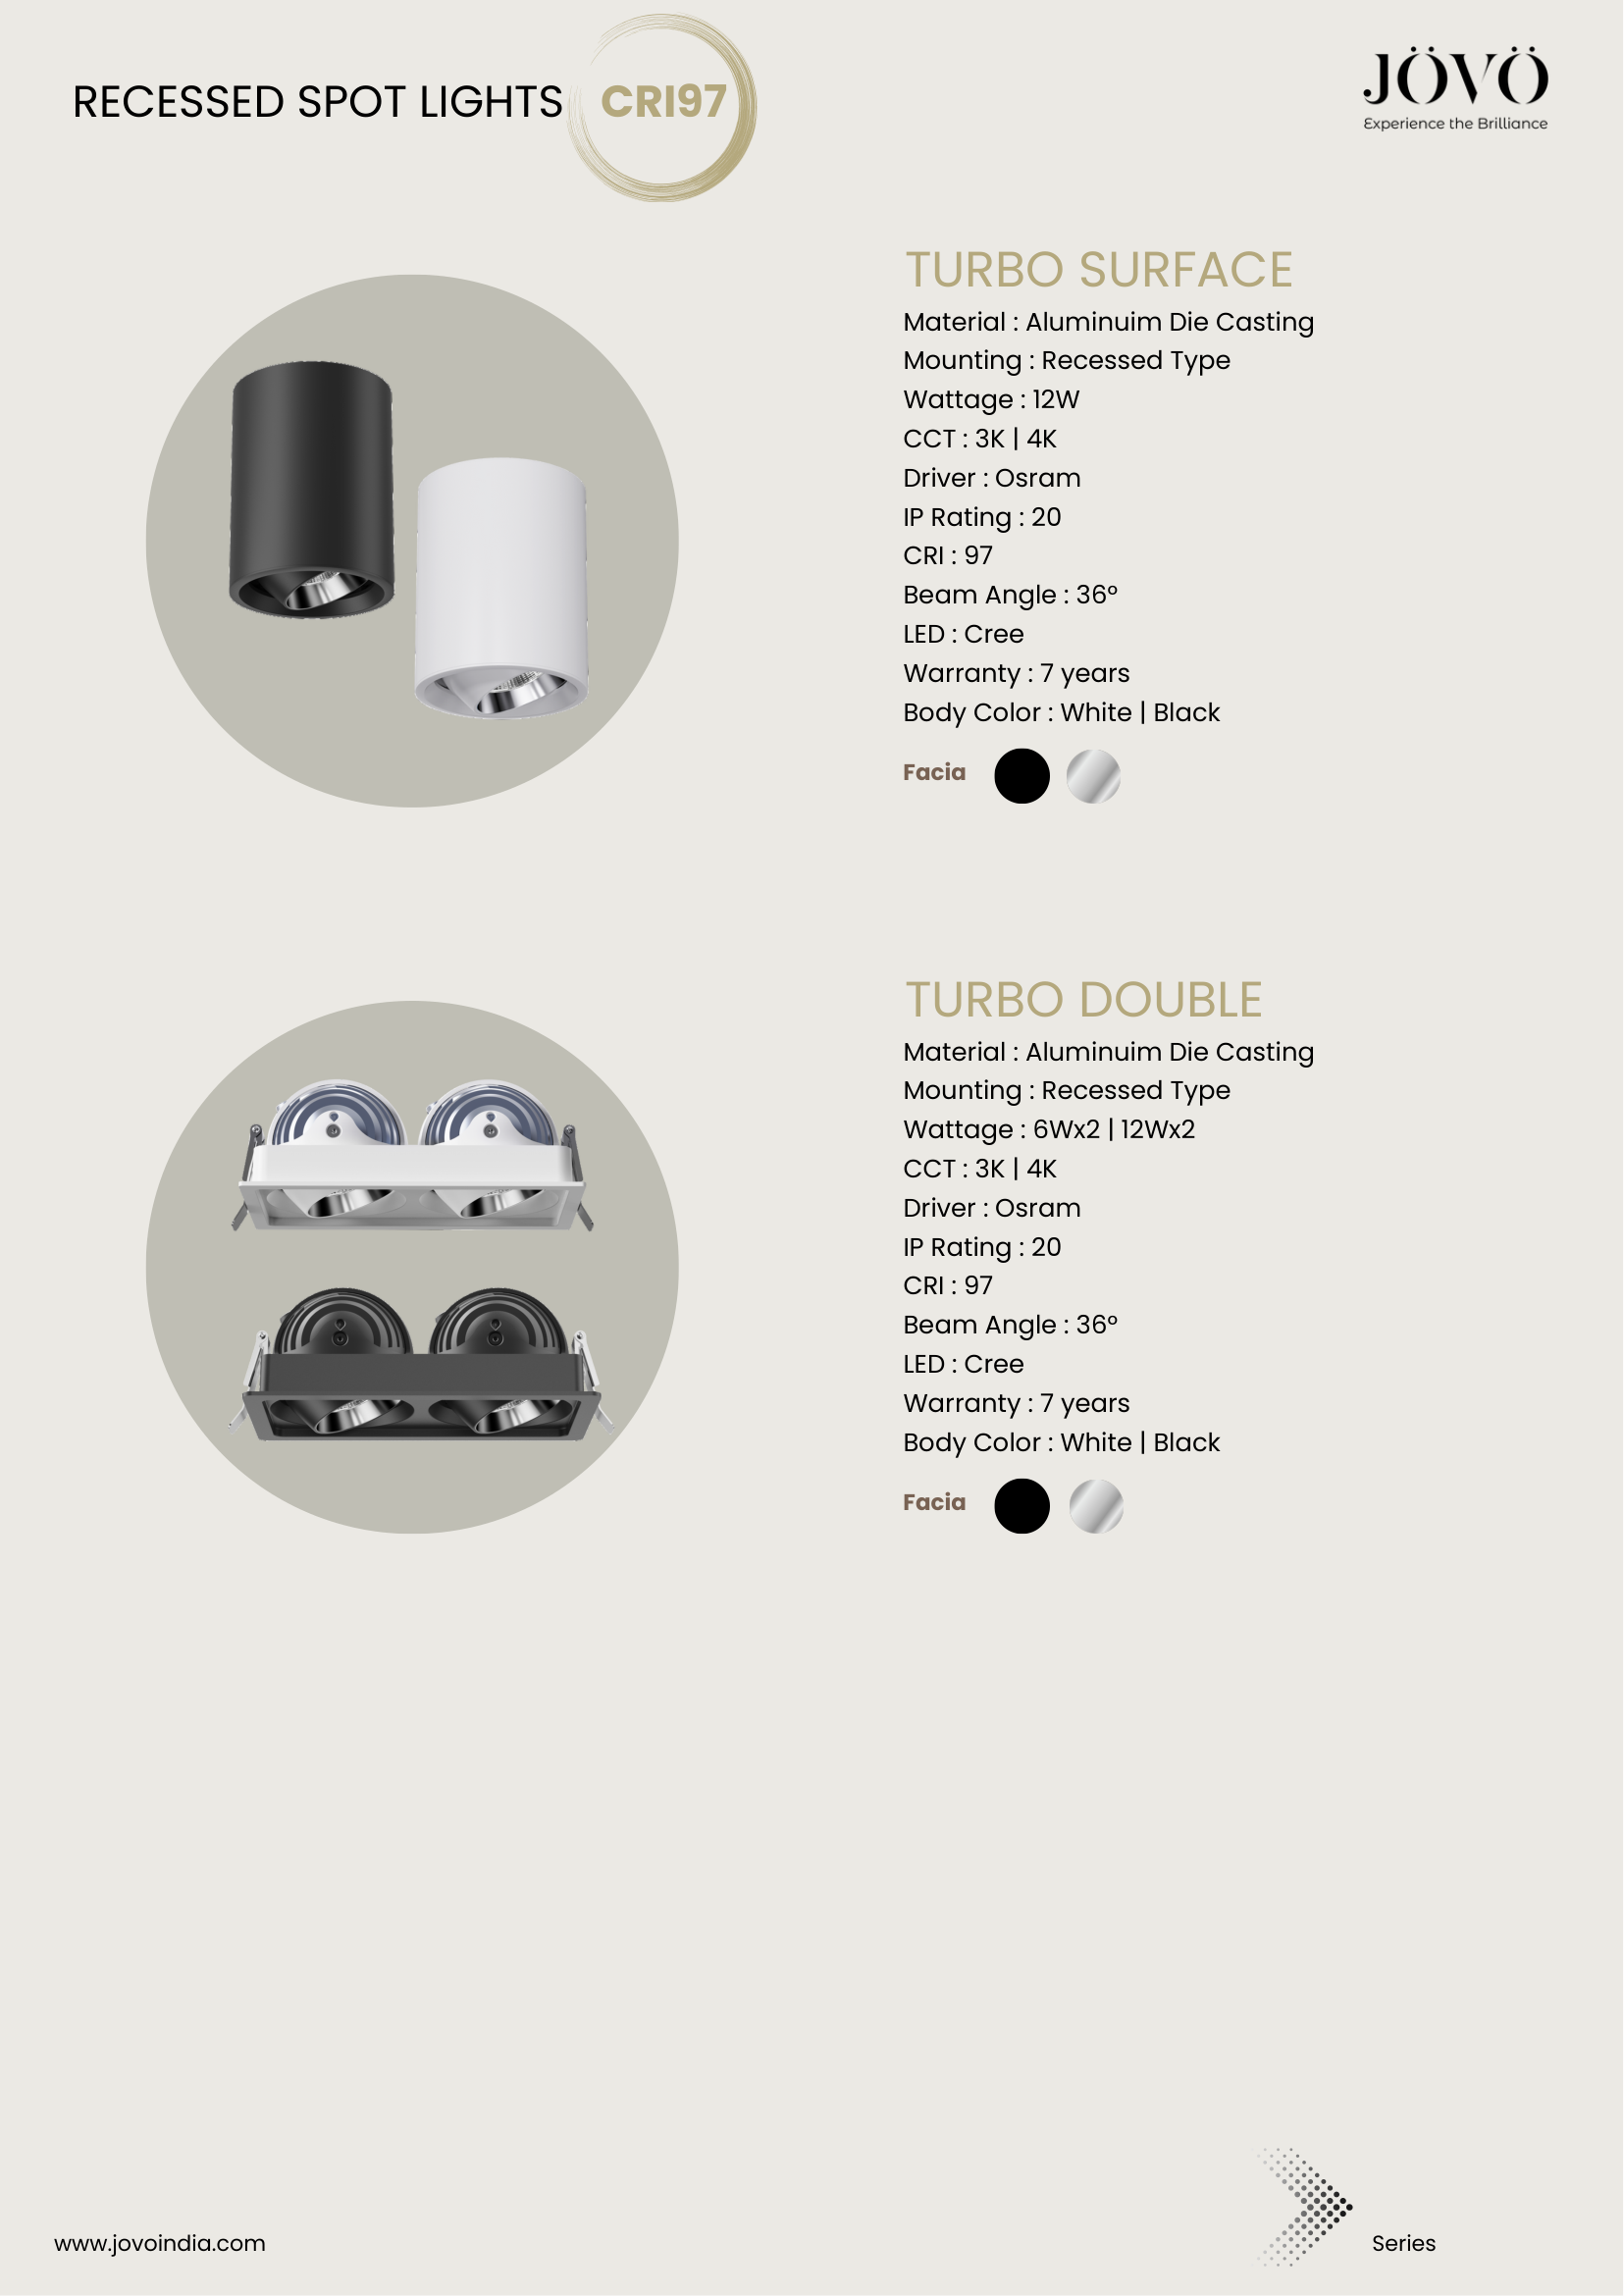 RECESSED SPOT LIGHTS CRI97
JÖVÖ
Experience the Brilliance
TURBO SURFACE
Material : Aluminuim Die Casting
Mounting : Recessed Type
Wattage : 12W
CCT : 3K | 4K
Driver : Osram
IP Rating : 20
CRI : 97
Beam Angle : 36º
LED : Cree
Warranty : 7 years
Body Color : White | Black
Facia
TURBO DOUBLE
Material : Aluminuim Die Casting
Mounting : Recessed Type
Wattage : 6Wx2 | 12Wx2
CCT : 3K | 4K
Driver : Osram
IP Rating : 20
CRI : 97
Beam Angle : 36º
LED : Cree
Warranty : 7 years
Body Color : White | Black
Facia
www.jovoindia.com
Series